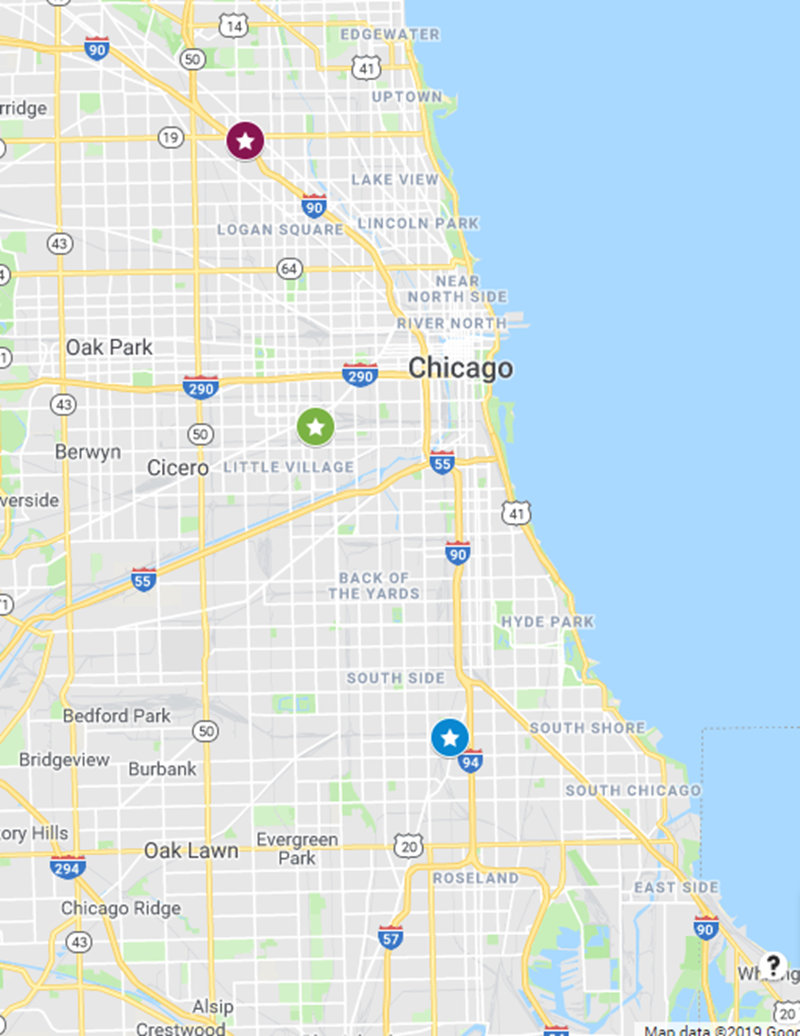 14
EDGEWATER
90
50
41
UPTOWN
rridge
19
LAKE VIEW
90
LOGAN SQUARE
LINCOLN PARK
43
64
4
NEAR
NORTH SIDE
RIVER NORTH
Oak Park
1
Chicago
290
290
43
50
Berwyn
Cicero
LITTLE VILLAGE
55
verside
41
90
55
BACK OF
THE YARDS
71
HYDE PARK
SOUTH SIDE
Bedford Park
50
SOUTH SHORE
Bridgeview
Burbank
94
SOUTH CHICAGO
ory Hills
Oak Lawn
Evergreen
Park
20
294
ROSELAND
EAST SIDE
Chicago Ridge
43
57
90
?
Alsip
20
Crestwood
Map data ©2019 Goo